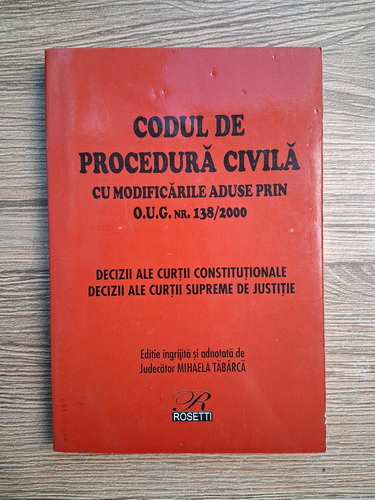 CODUL DE
PROCEDURĂ CIVILĂ
CU MODIFICĂRILE ADUSE PRIN
O.U.G. NR. 138/2000
DECIZII ALE CURȚII CONSTITUȚIONALE
DECIZII ALE CURȚII SUPREME DE JUSTIȚIE
Ediție îngrijită și adnotată de
Judecător MIHAELA TĂBÂRCĂ
R
ROSETTI